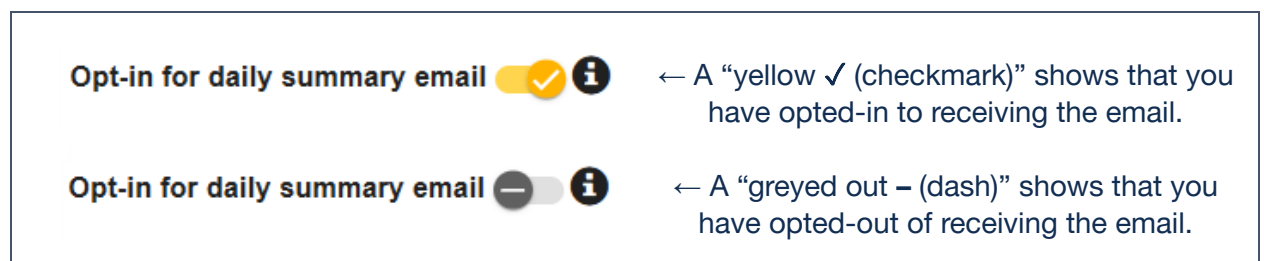 Opt-in for daily summary email ← A “yellow ✓ (checkmark)” shows that you
have opted-in to receiving the email.
Opt-in for daily summary email ← A “greyed out – (dash)” shows that you
have opted-out of receiving the email.